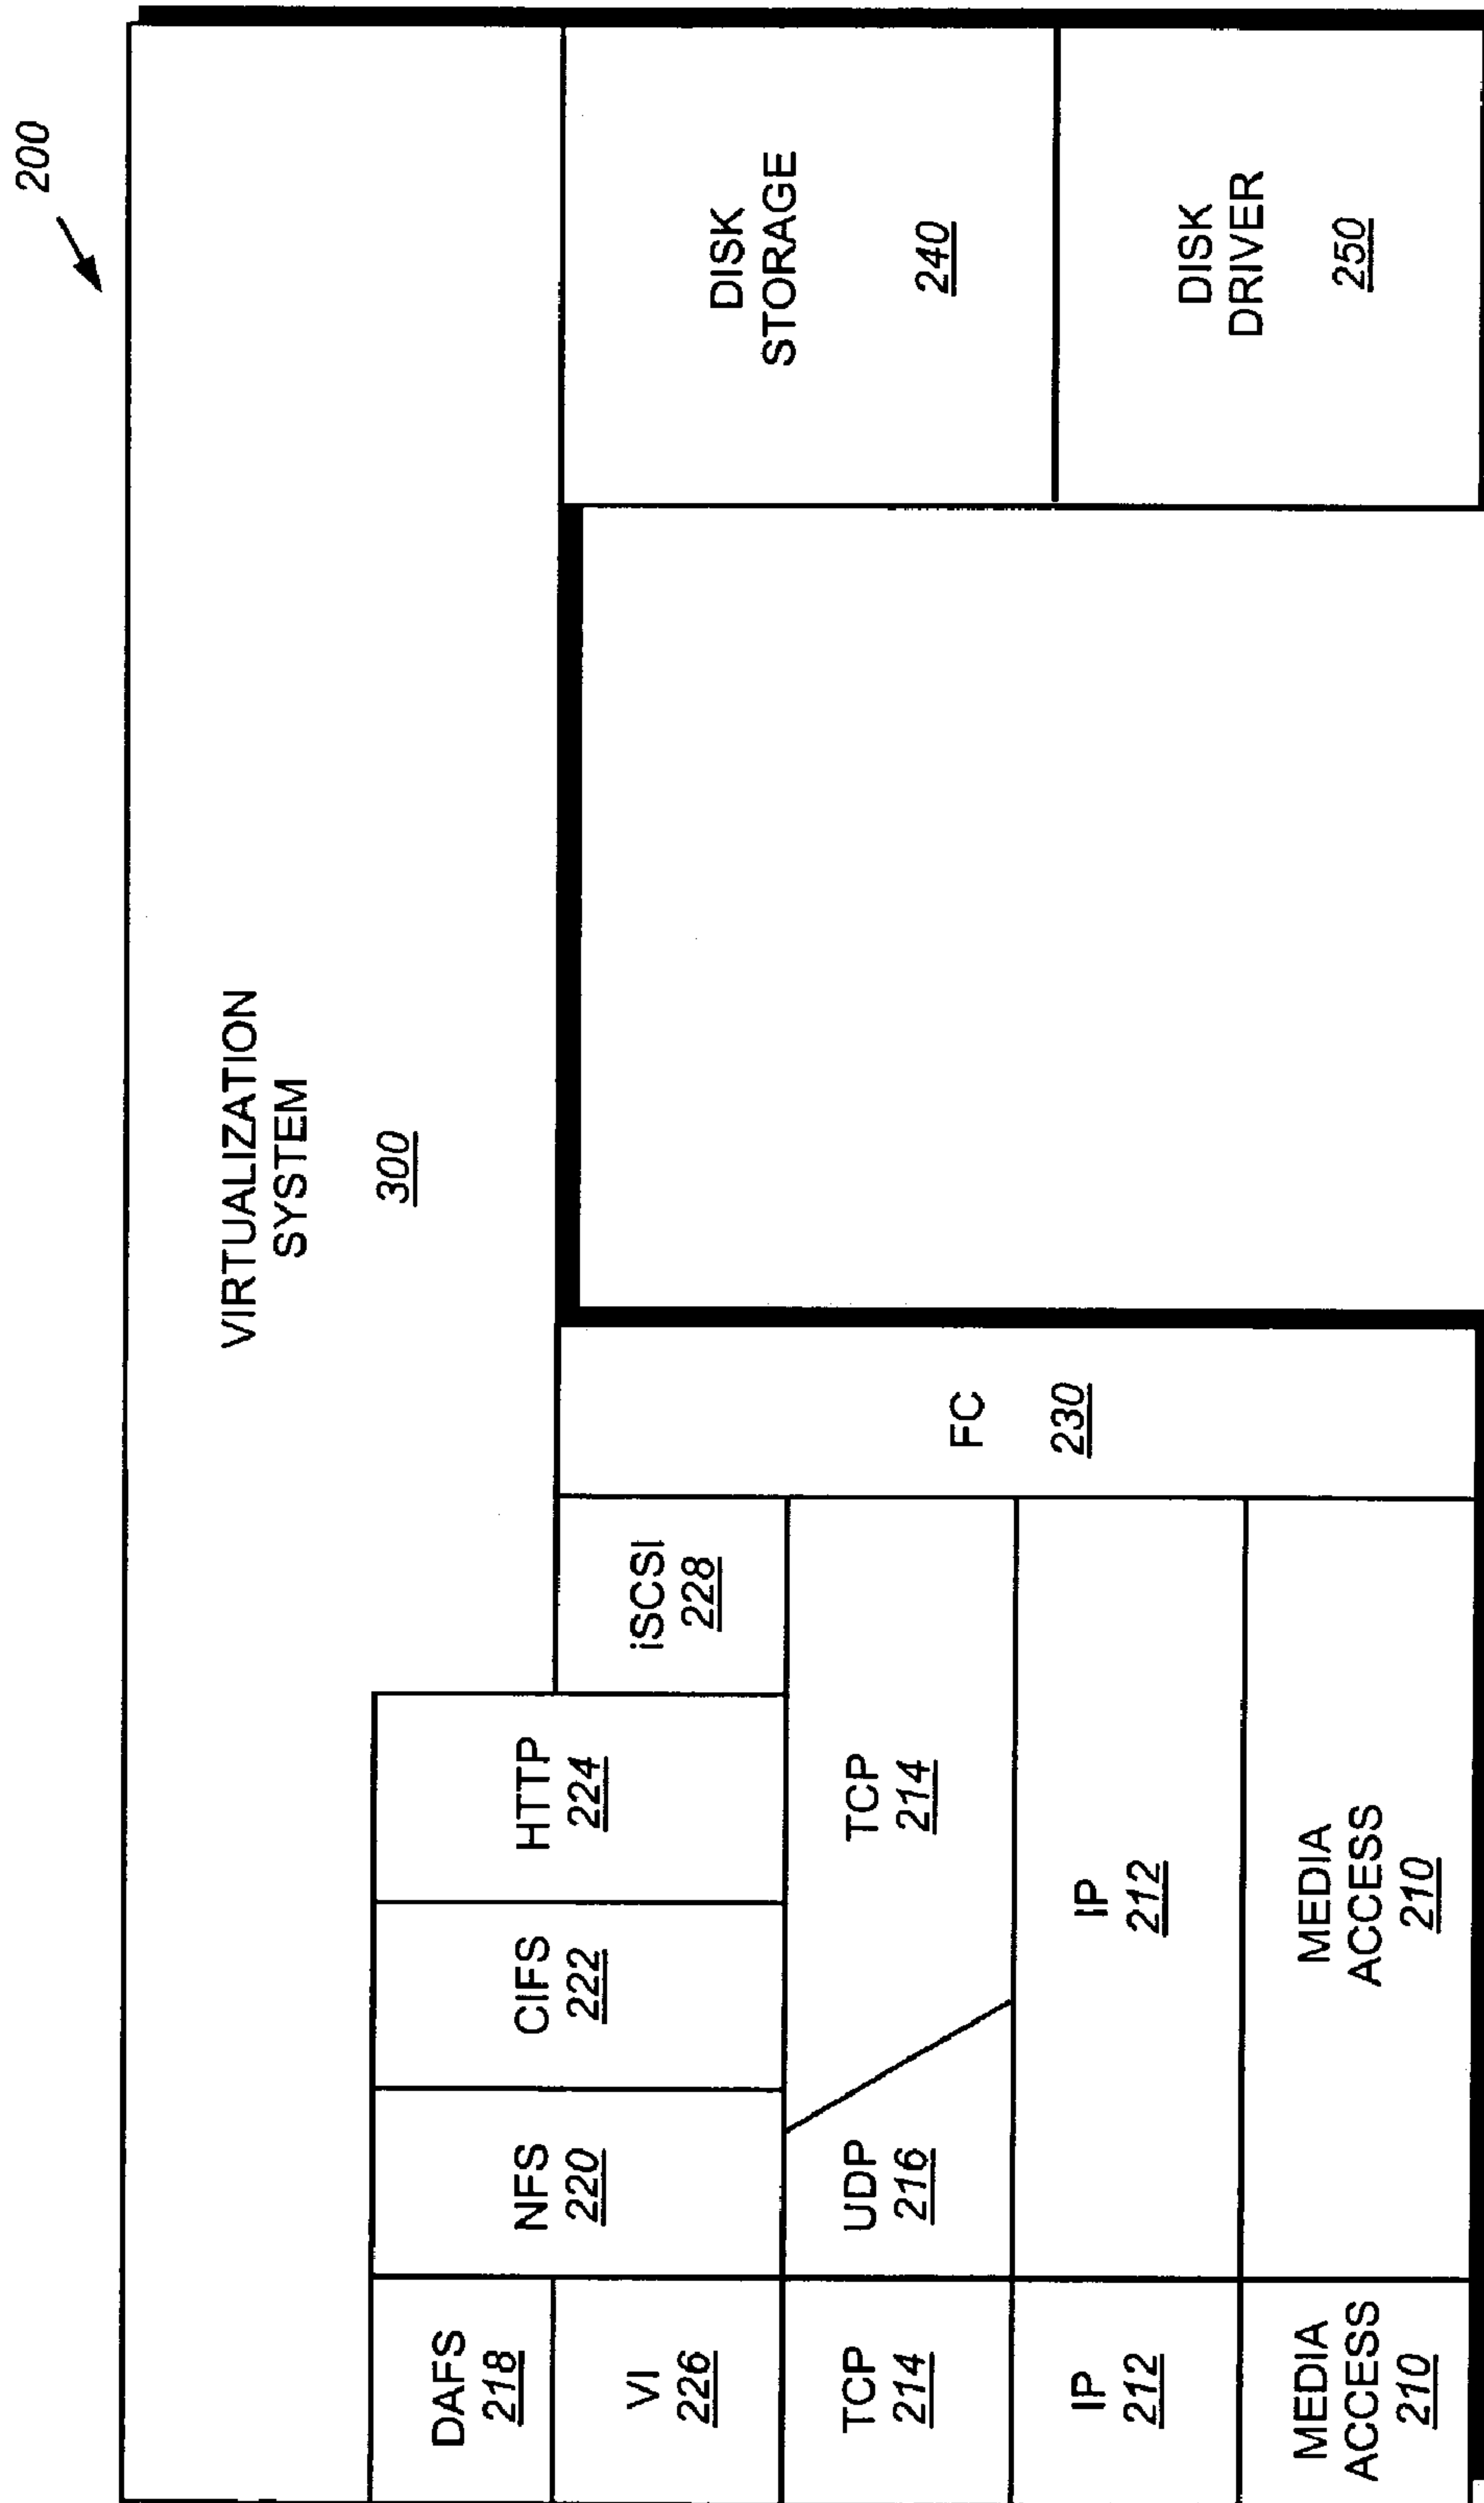 200
VIRTUALIZATION
SYSTEM
300
DAFS
218
VI
226
TCP
214
IP
212
MEDIA
ACCESS
210
NFS
220
CIFS
222
HTTP
224
iSCSI
228
UDP
216
TCP
214
IP
212
MEDIA
ACCESS
210
FC
230
DISK
STORAGE
240
DISK
DRIVER
250